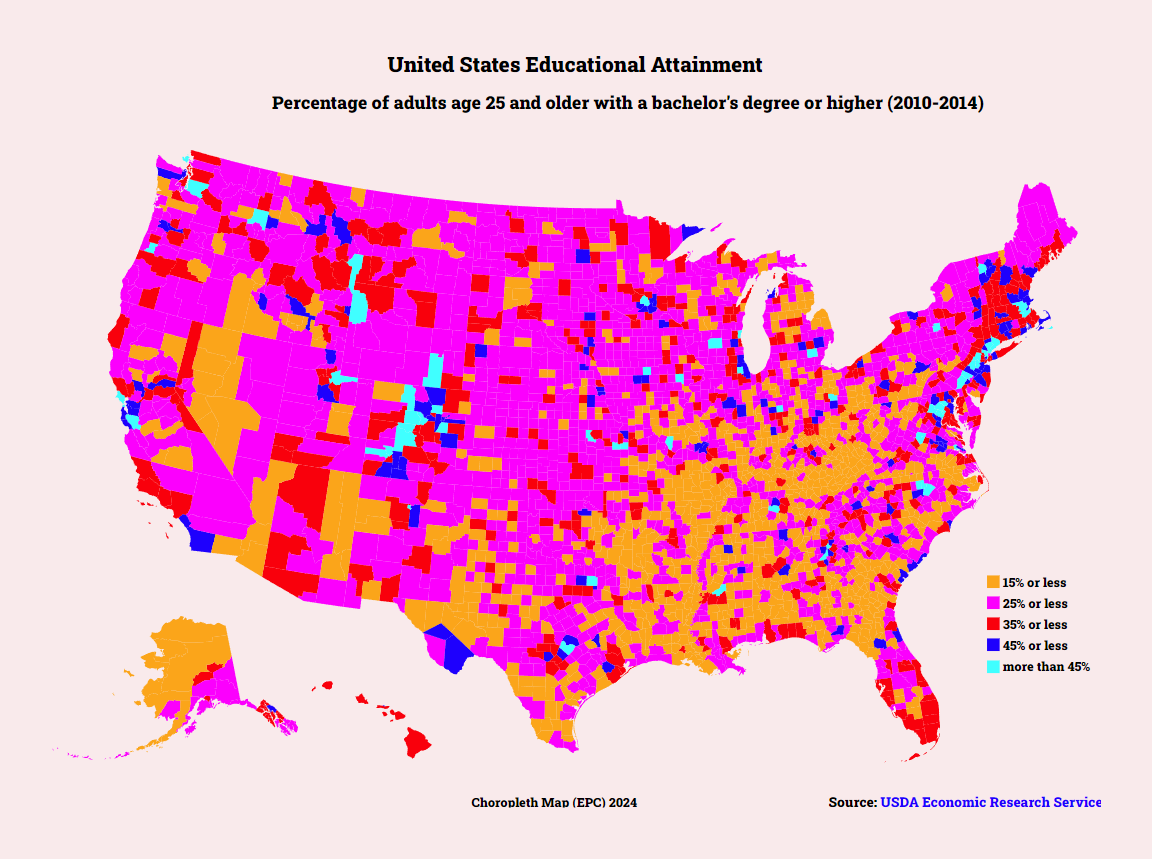 United States Educational Attainment
Percentage of adults age 25 and older with a bachelor's degree or higher (2010-2014)
15% or less
25% or less
35% or less
45% or less
more than 45%
Choropleth Map (EPC) 2024
Source: USDA Economic Research Service